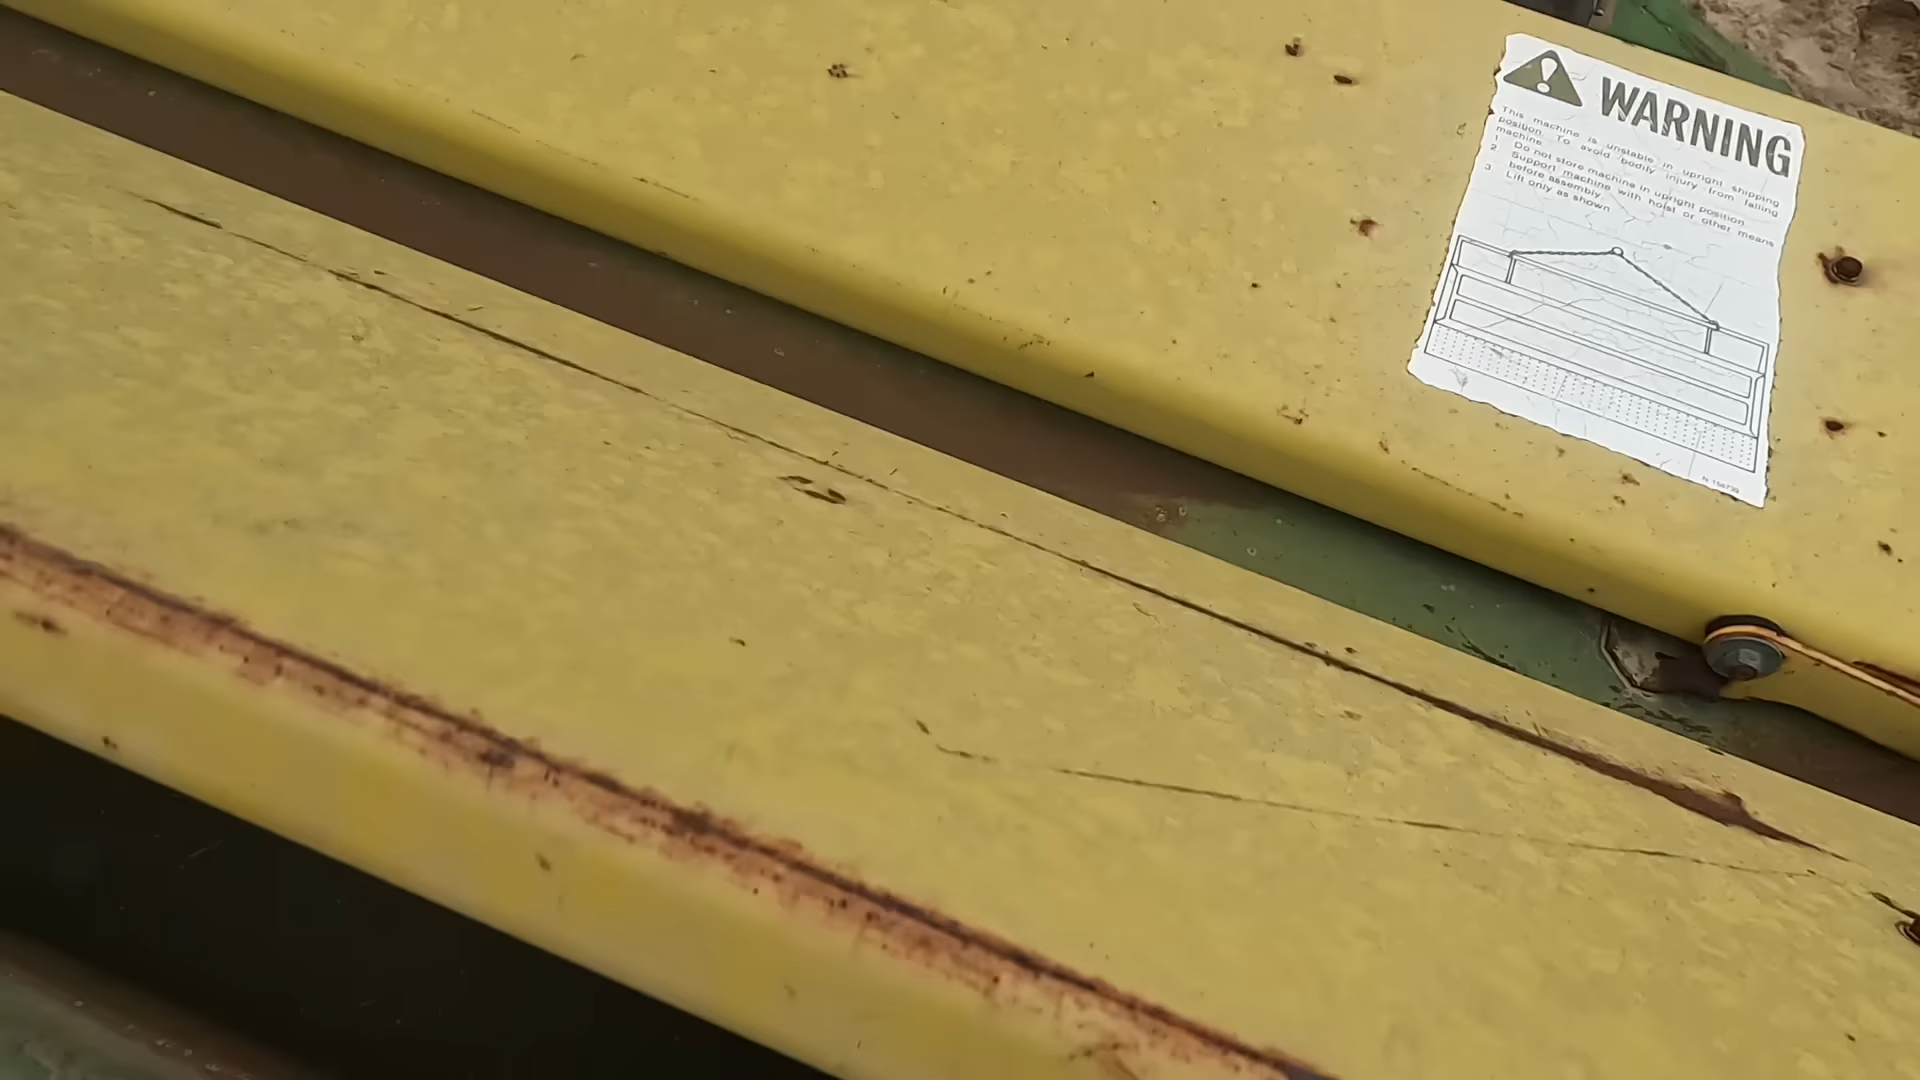 WARNING
This machine is unstable in upright shipping
position. To avoid bodily injury from falling
machine
1. Do not store machine in upright position.
2. Support machine with hoist or other means
before assembly.
3. Lift only as shown